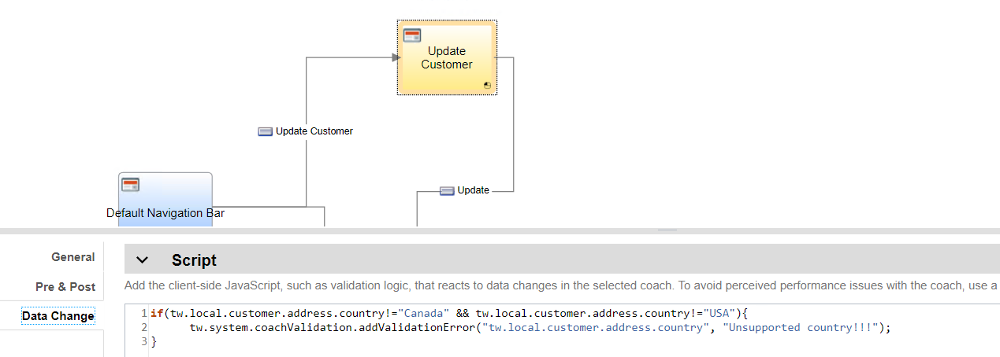 Update
Customer
Update Customer
Update
Default Navigation Bar
General
Pre & Post
Data Change
Script
Add the client-side JavaScript, such as validation logic, that reacts to data changes in the selected coach. To avoid perceived performance issues with the coach, use a
1 if(tw.local.customer.address.country!="Canada" && tw.local.customer.address.country!="USA"){
2 tw.system.coachValidation.addValidationError("tw.local.customer.address.country", "Unsupported country!!!");
3 }